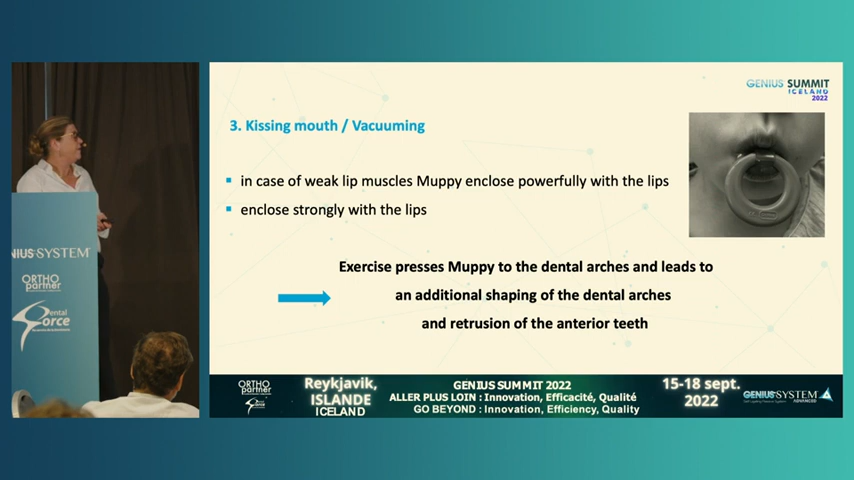 GENIUS SUMMIT
ICELAND
2022
3. Kissing mouth / Vacuuming
▪ in case of weak lip muscles Muppy enclose powerfully with the lips
▪ enclose strongly with the lips
Exercise presses Muppy to the dental arches and leads to
an additional shaping of the dental arches
and retrusion of the anterior teeth
NIUS SYSTEM
ORTHO
partner
Dental
Force
ORTHO
partner
Force
Reykjavik,
ISLANDE
ICELAND
GENIUS SUMMIT 2022
ALLER PLUS LOIN : Innovation, Efficacité, Qualité
GO BEYOND : Innovation, Efficiency, Quality
15-18 sept.
2022
GENIUS SYSTEM
ADVANCED